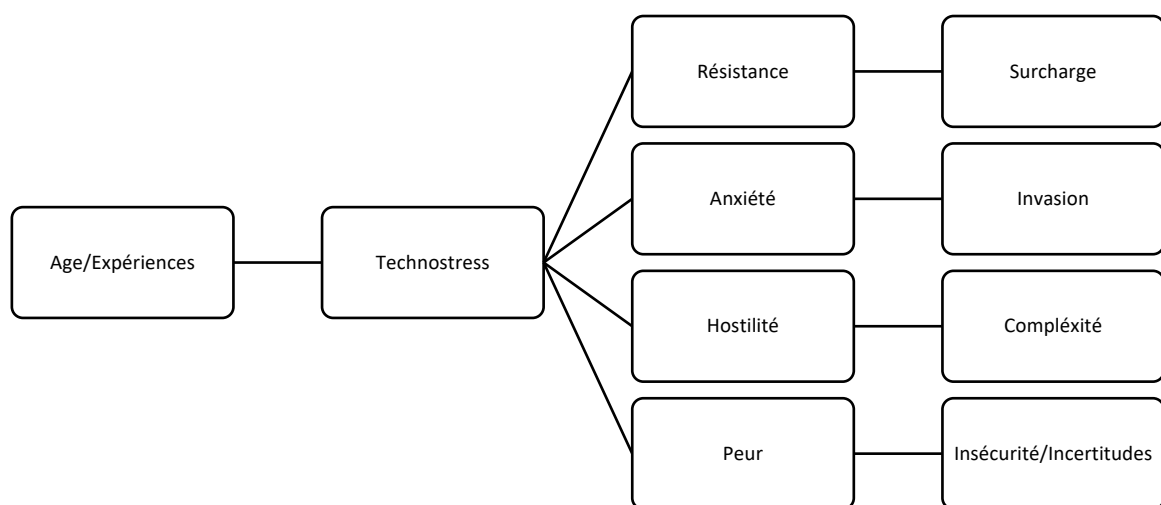 Résistance
Surcharge
Anxiété
Invasion
Age/Expériences
Technostress
Hostilité
Compléxité
Peur
Insécurité/Incertitudes